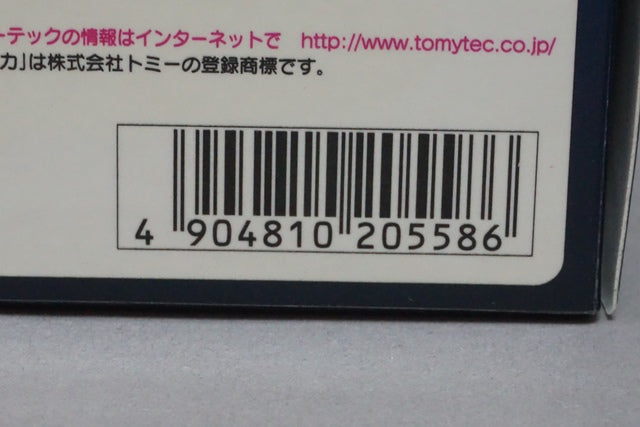 ーテックの情報はインターネットで http://www.tomytec.co.jp/
カ」は株式会社トミーの登録商標です。
4 904810 205586